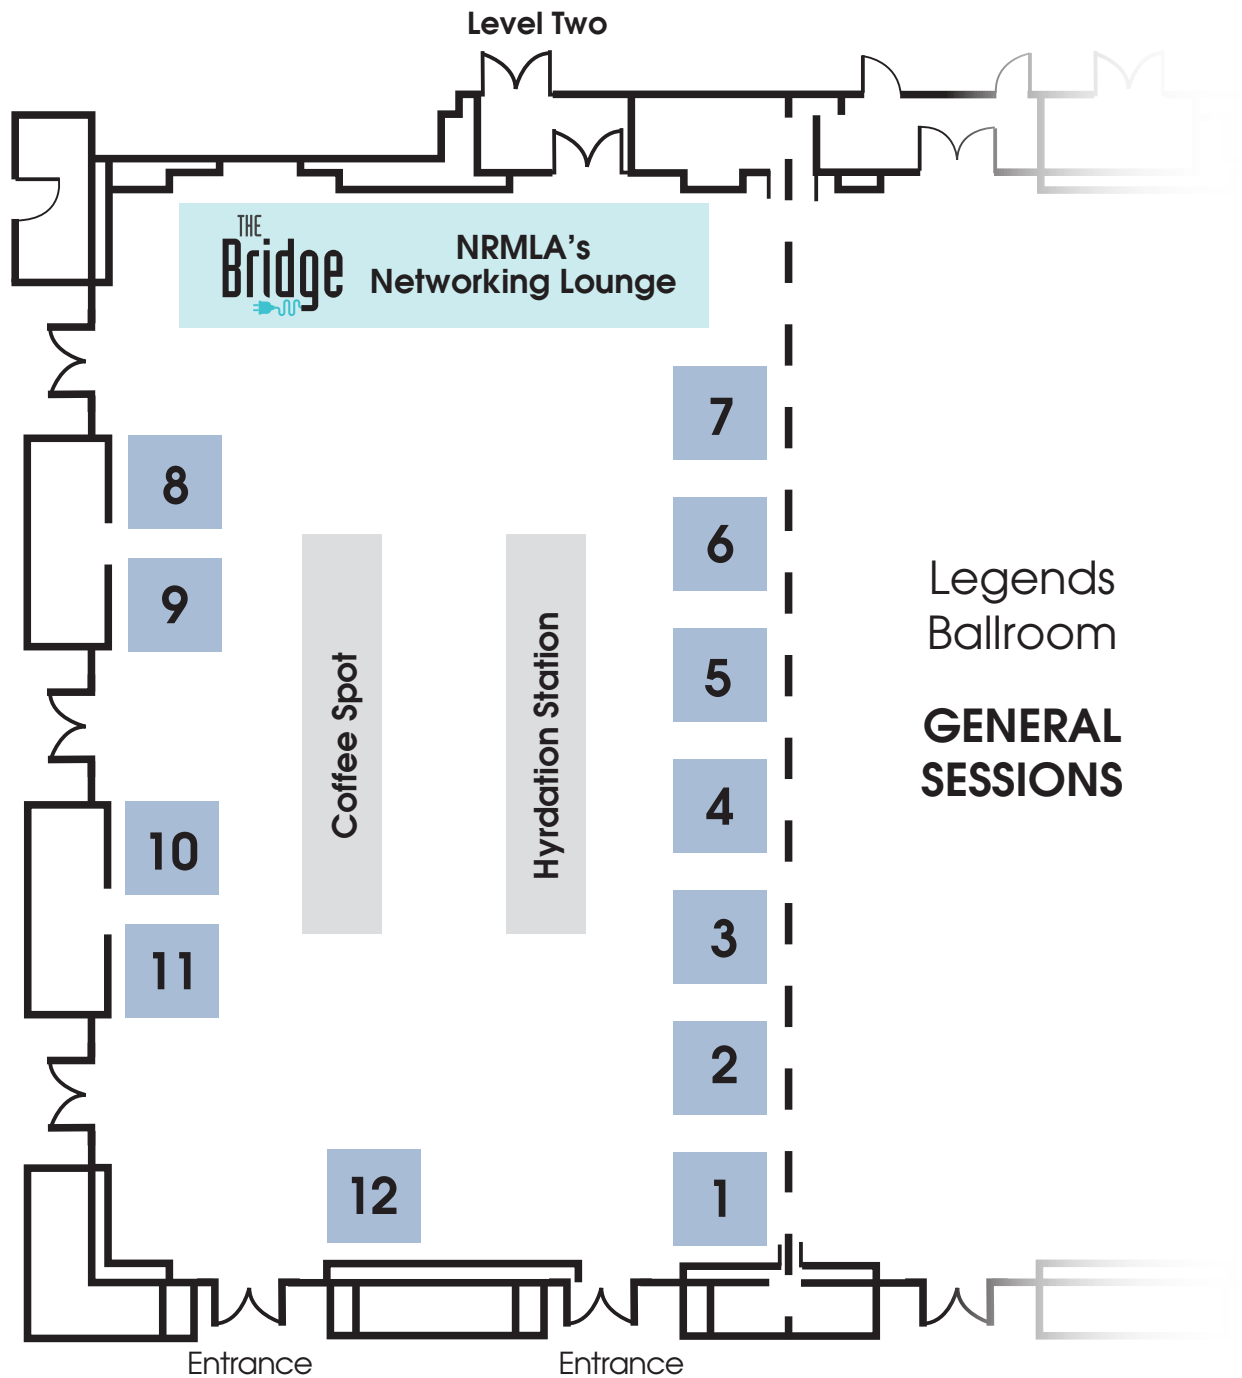 Level Two
THE
Bridge
NRMLA's
Networking Lounge
7
8
6
9
Coffee Spot
Hyrdation Station
5
Legends
Ballroom
GENERAL
SESSIONS
4
10
3
11
2
12
1
Entrance
Entrance